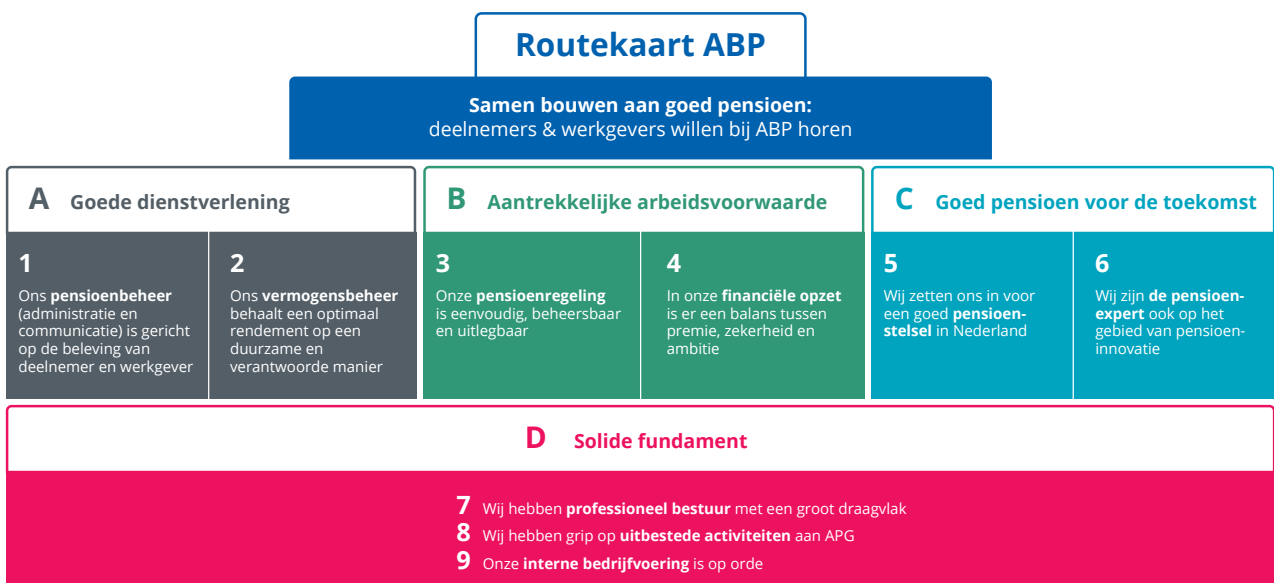 Routekaart ABP
Samen bouwen aan goed pensioen:
deelnemers & werkgevers willen bij ABP horen
A Goede dienstverlening
1
Ons pensioenbeheer
(administratie en
communicatie) is gericht
op de beleving van
deelnemer en werkgever
2
Ons vermogensbeheer
behaalt een optimaal
rendement op een
duurzame en
verantwoorde manier
B Aantrekkelijke arbeidsvoorwaarde
3
Onze pensioenregeling
is eenvoudig, beheersbaar
en uitlegbaar
4
In onze financiële opzet
is er een balans tussen
premie, zekerheid en
ambitie
C Goed pensioen voor de toekomst
5
Wij zetten ons in voor
een goed pensioen-
stelsel in Nederland
6
Wij zijn de pensioen-
expert ook op het
gebied van pensioen-
innovatie
D Solide fundament
7 Wij hebben professioneel bestuur met een groot draagvlak
8 Wij hebben grip op uitbestede activiteiten aan APG
9 Onze interne bedrijfvoering is op orde